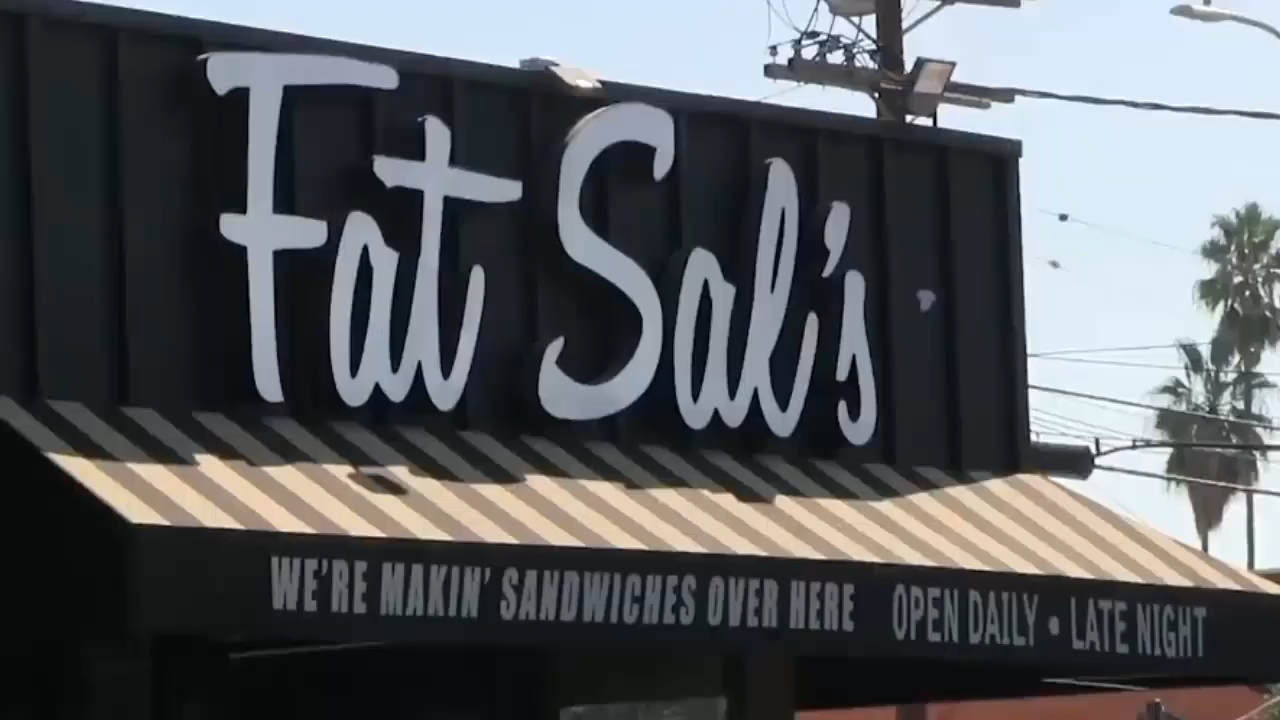 Fat Sal's
WE'RE MAKIN' SANDWICHES OVER HERE OPEN DAILY • LATE NIGHT